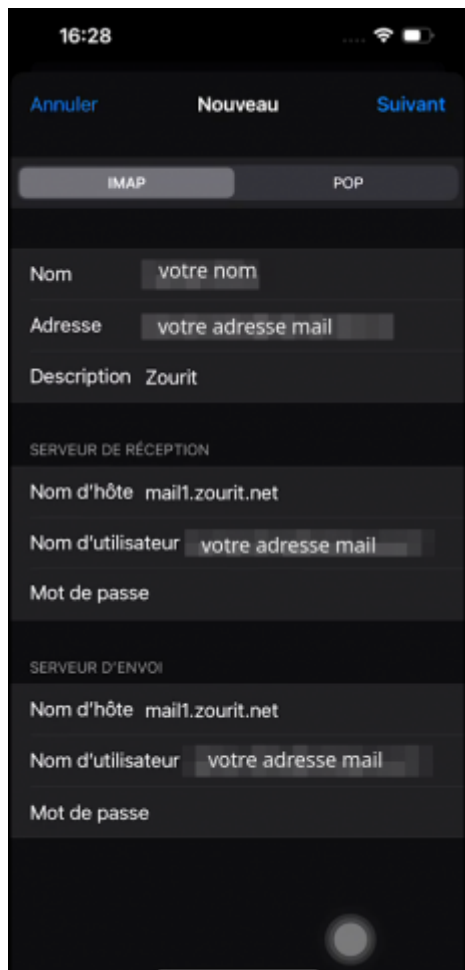 16:28
Annuler Nouveau Suivant
IMAP POP
Nom votre nom
Adresse votre adresse mail
Description Zourit
SERVEUR DE RÉCEPTION
Nom d'hôte mail1.zourit.net
Nom d'utilisateur votre adresse mail
Mot de passe
SERVEUR D'ENVOI
Nom d'hôte mail1.zourit.net
Nom d'utilisateur votre adresse mail
Mot de passe